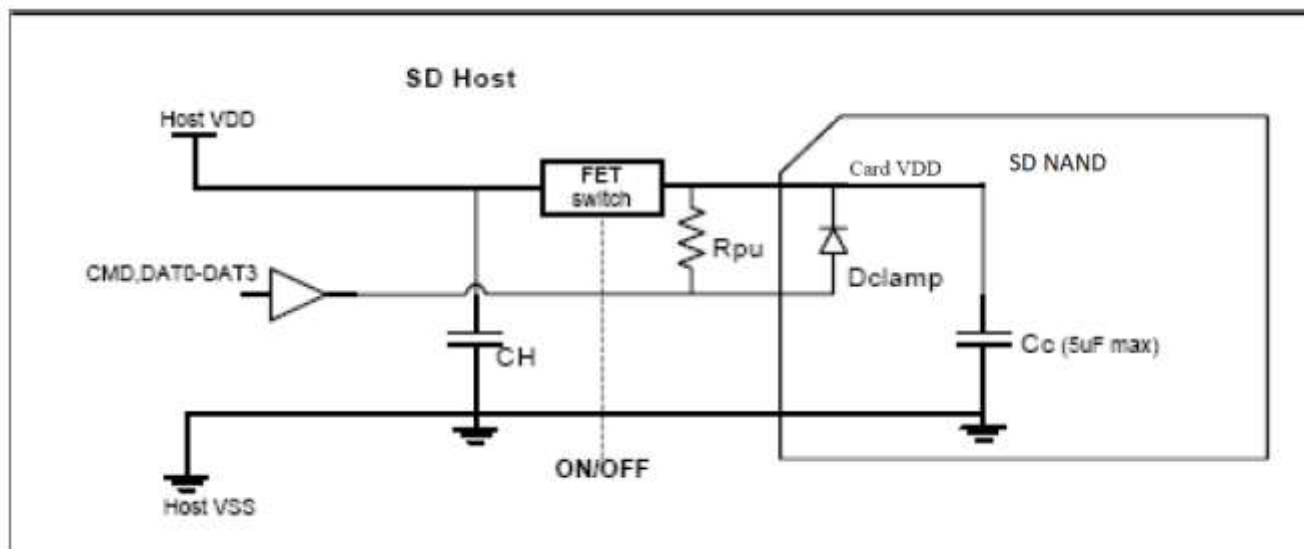 SD Host
Host VDD
FET
switch
Card VDD
SD NAND
Rpu
CMD,DAT0-DAT3
Dclamp
CH
Cc (5uF max)
ON/OFF
Host VSS